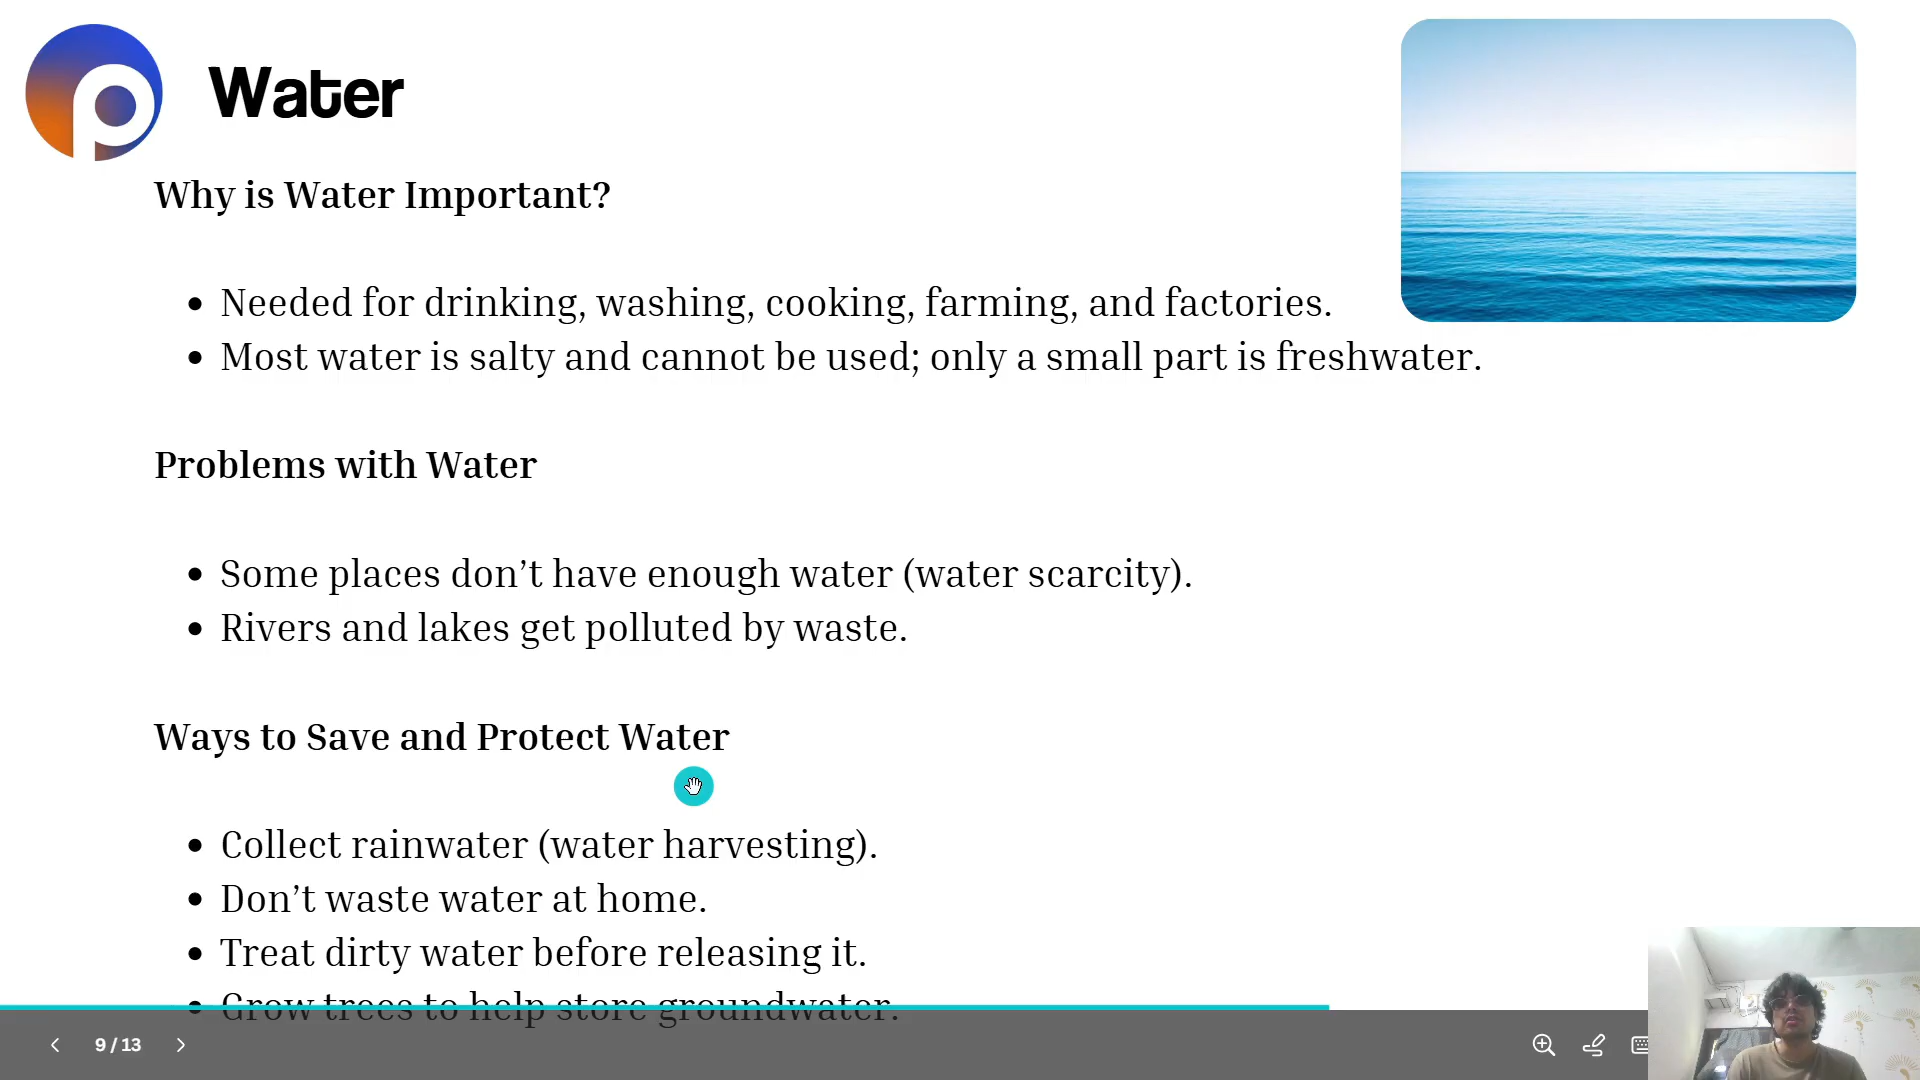 Water
Why is Water Important?
• Needed for drinking, washing, cooking, farming, and factories.
• Most water is salty and cannot be used; only a small part is freshwater.
Problems with Water
• Some places don’t have enough water (water scarcity).
• Rivers and lakes get polluted by waste.
Ways to Save and Protect Water
• Collect rainwater (water harvesting).
• Don’t waste water at home.
• Treat dirty water before releasing it.
• Grow trees to help store groundwater.
9 / 13